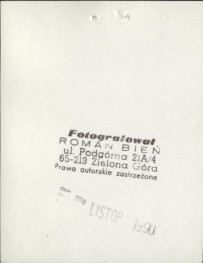 Fotografował
ROMAN BIEŃ
ul. Podgórna 21A/4
65-213 Zielona Góra
Prawa autorskie zastrzeżone
LISTOP 1990